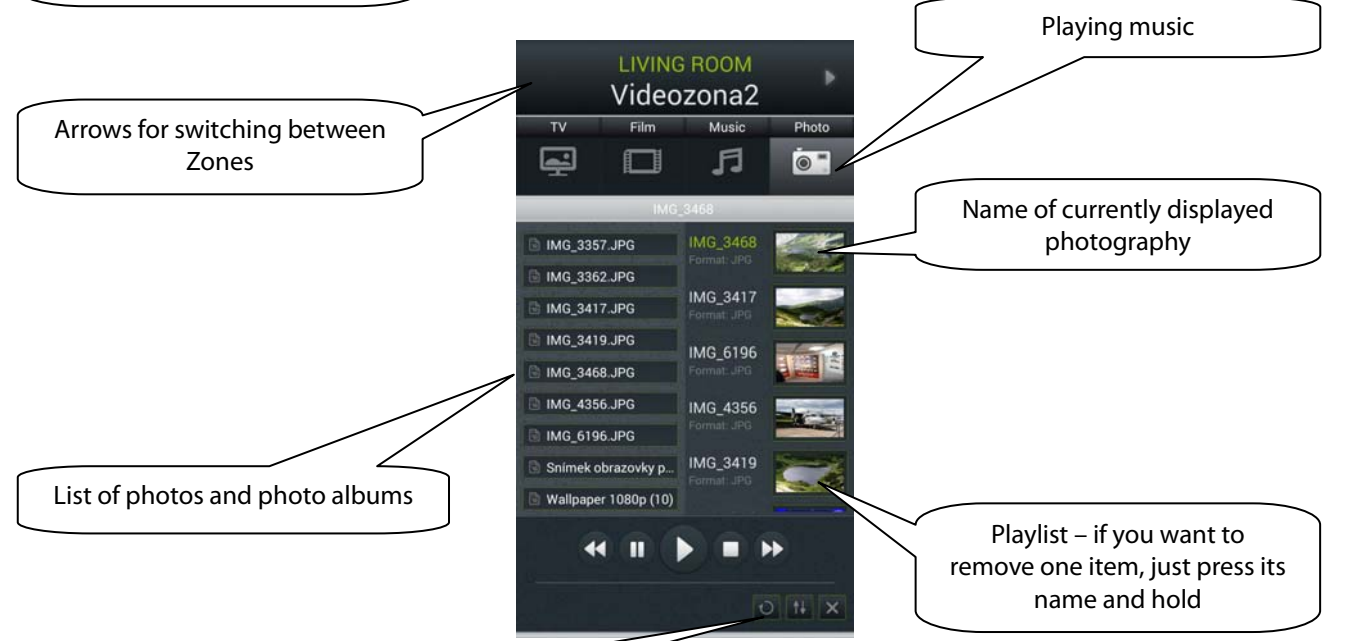 Playing music
LIVING ROOM
Videozona2
Arrows for switching between
Zones
TV Film Music Photo
IMG_3468
Name of currently displayed
photography
IMG_3357.JPG
IMG_3362.JPG
IMG_3417.JPG
IMG_3419.JPG
IMG_3468.JPG
IMG_4356.JPG
IMG_6196.JPG
Snímek obrazovky p...
Wallpaper 1080p (10)
IMG_3468
Format: JPG
IMG_3417
Format: JPG
IMG_6196
Format: JPG
IMG_4356
Format: JPG
IMG_3419
Format: JPG
List of photos and photo albums
Playlist – if you want to
remove one item, just press its
name and hold